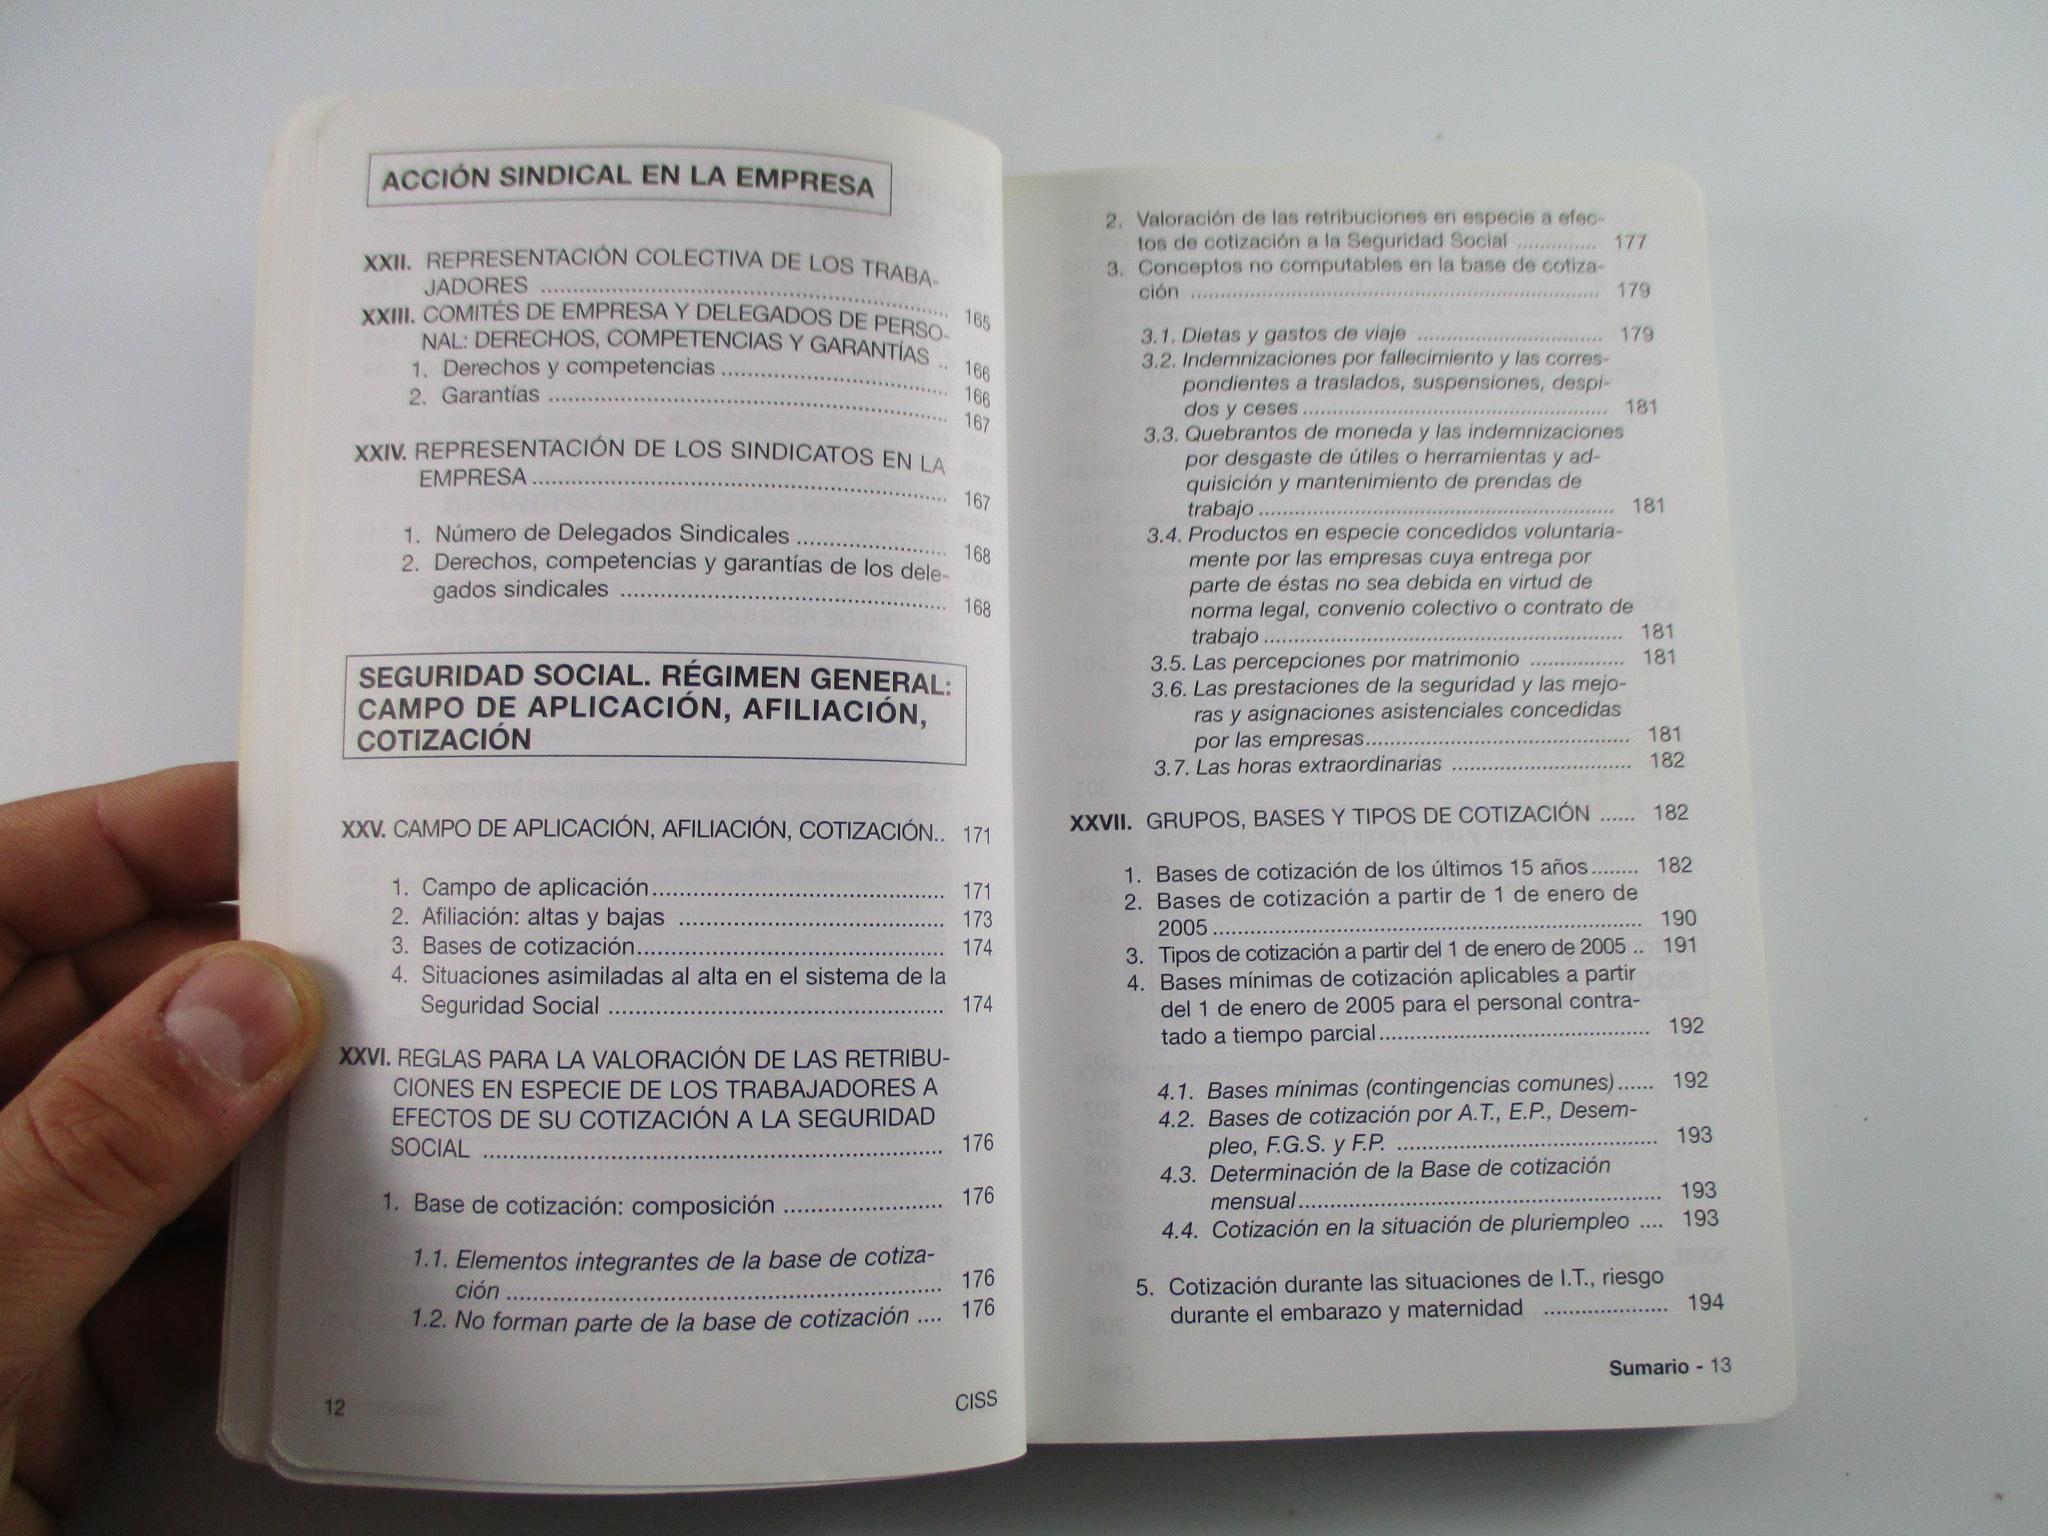 ACCIÓN SINDICAL EN LA EMPRESA
XXII. REPRESENTACIÓN COLECTIVA DE LOS TRABA-
JADORES ........................................ 165
XXIII. COMITÉS DE EMPRESA Y DELEGADOS DE PERSO-
NAL: DERECHOS, COMPETENCIAS Y GARANTÍAS .. 166
1. Derechos y competencias ........................ 166
2. Garantías ........................................ 167
XXIV. REPRESENTACIÓN DE LOS SINDICATOS EN LA
EMPRESA ........................................ 167
1. Número de Delegados Sindicales ................ 168
2. Derechos, competencias y garantías de los dele-
gados sindicales ................................ 168
SEGURIDAD SOCIAL. RÉGIMEN GENERAL:
CAMPO DE APLICACIÓN, AFILIACIÓN,
COTIZACIÓN
XXV. CAMPO DE APLICACIÓN, AFILIACIÓN, COTIZACIÓN.. 171
1. Campo de aplicación ............................ 171
2. Afiliación: altas y bajas ........................ 173
3. Bases de cotización ............................ 174
4. Situaciones asimiladas al alta en el sistema de la
Seguridad Social ................................ 174
XXVI. REGLAS PARA LA VALORACIÓN DE LAS RETRIBU-
CIONES EN ESPECIE DE LOS TRABAJADORES A
EFECTOS DE SU COTIZACIÓN A LA SEGURIDAD
SOCIAL ........................................ 176
1. Base de cotización: composición ................ 176
1.1. Elementos integrantes de la base de cotiza-
ción ........................................ 176
1.2. No forman parte de la base de cotización .... 176
12
CISS
2. Valoración de las retribuciones en especie a efec-
tos de cotización a la Seguridad Social .............. 177
3. Conceptos no computables en la base de cotiza-
ción ........................................ 179
3.1. Dietas y gastos de viaje ........................ 179
3.2. Indemnizaciones por fallecimiento y las corres-
pondientes a traslados, suspensiones, despi-
dos y ceses .................................... 181
3.3. Quebrantos de moneda y las indemnizaciones
por desgaste de útiles o herramientas y ad-
quisición y mantenimiento de prendas de
trabajo ........................................ 181
3.4. Productos en especie concedidos voluntaria-
mente por las empresas cuya entrega por
parte de éstas no sea debida en virtud de
norma legal, convenio colectivo o contrato de
trabajo ........................................ 181
3.5. Las percepciones por matrimonio ................ 181
3.6. Las prestaciones de la seguridad y las mejo-
ras y asignaciones asistenciales concedidas
por las empresas ................................ 181
3.7. Las horas extraordinarias ........................ 182
XXVII. GRUPOS, BASES Y TIPOS DE COTIZACIÓN ...... 182
1. Bases de cotización de los últimos 15 años........ 182
2. Bases de cotización a partir de 1 de enero de
2005 ........................................ 190
3. Tipos de cotización a partir del 1 de enero de 2005 .. 191
4. Bases mínimas de cotización aplicables a partir
del 1 de enero de 2005 para el personal contra-
tado a tiempo parcial ............................ 192
4.1. Bases mínimas (contingencias comunes)...... 192
4.2. Bases de cotización por A.T., E.P., Desem-
pleo, F.G.S. y F.P. ............................ 193
4.3. Determinación de la Base de cotización
mensual ........................................ 193
4.4. Cotización en la situación de pluriempleo .... 193
5. Cotización durante las situaciones de I.T., riesgo
durante el embarazo y maternidad .................. 194
Sumario - 13